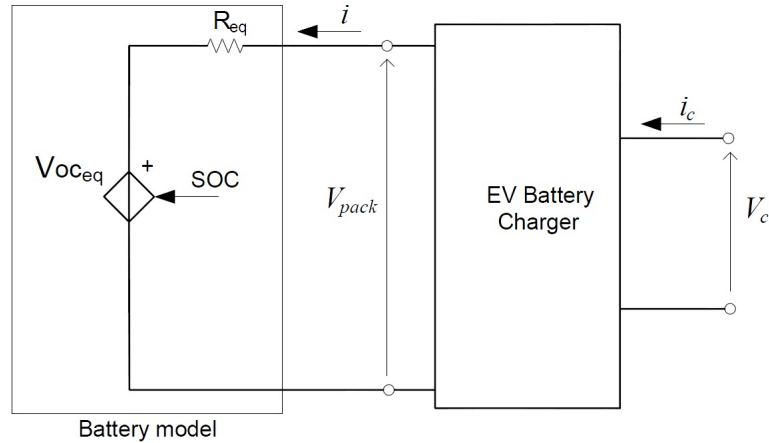 Req
i
ic
Voceq
+
SOC
Vpack
EV Battery
Charger
Vc
Battery model